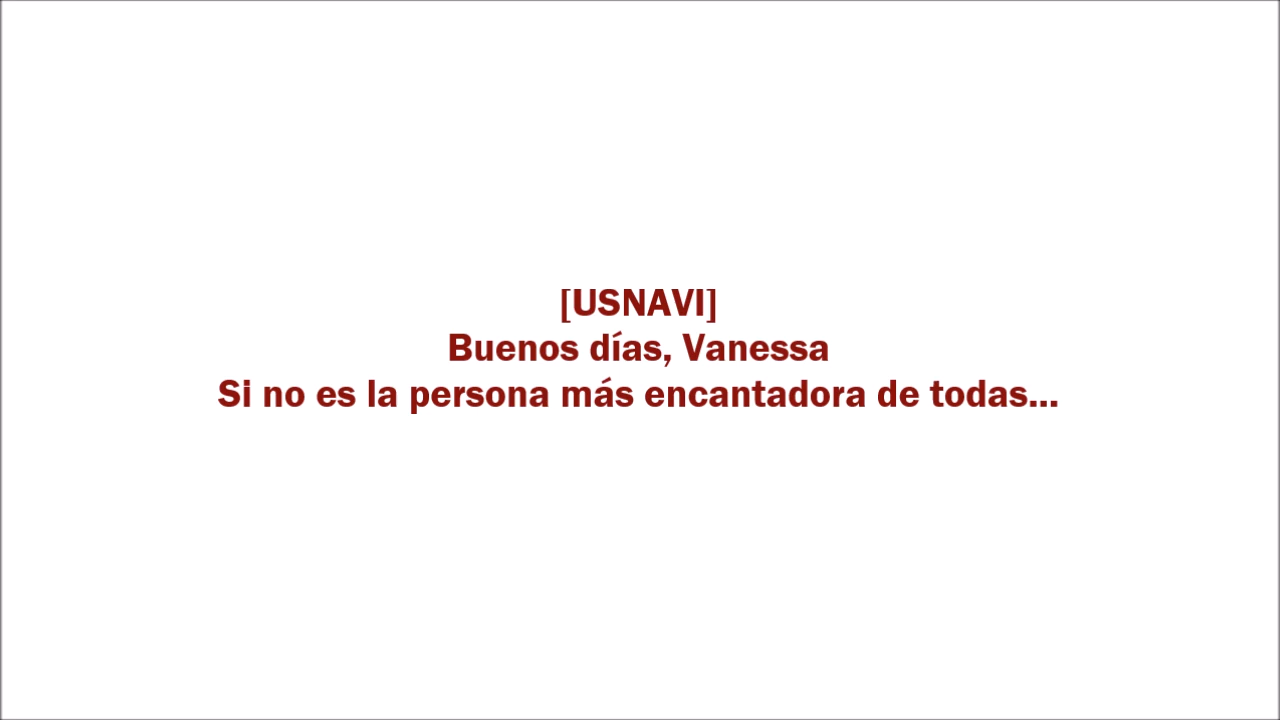 [USNAVI]
Buenos días, Vanessa
Si no es la persona más encantadora de todas...